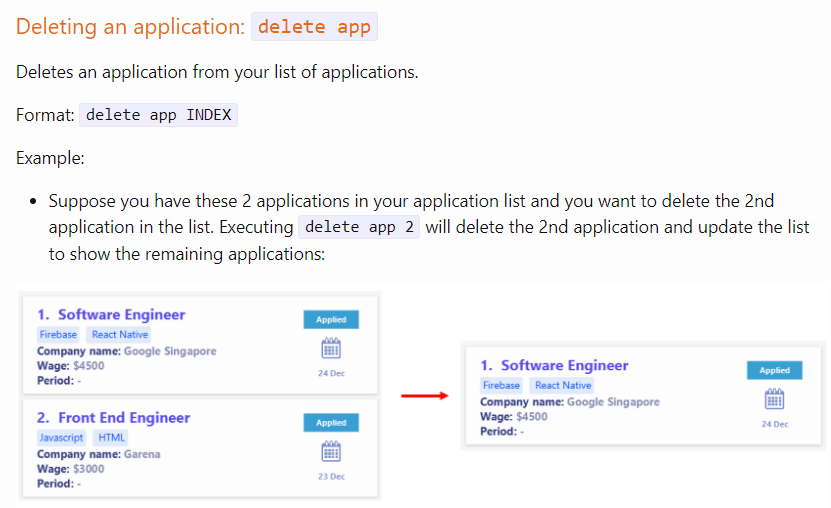 Deleting an application: delete app
Deletes an application from your list of applications.
Format: delete app INDEX
Example:
• Suppose you have these 2 applications in your application list and you want to delete the 2nd
application in the list. Executing delete app 2 will delete the 2nd application and update the list
to show the remaining applications:
1. Software Engineer
Applied
Firebase React Native
Company name: Google Singapore
Wage: $4500
Period: -
24 Dec
2. Front End Engineer
Applied
Javascript HTML
Company name: Garena
Wage: $3000
Period: -
23 Dec
1. Software Engineer
Applied
Firebase React Native
Company name: Google Singapore
Wage: $4500
Period: -
24 Dec